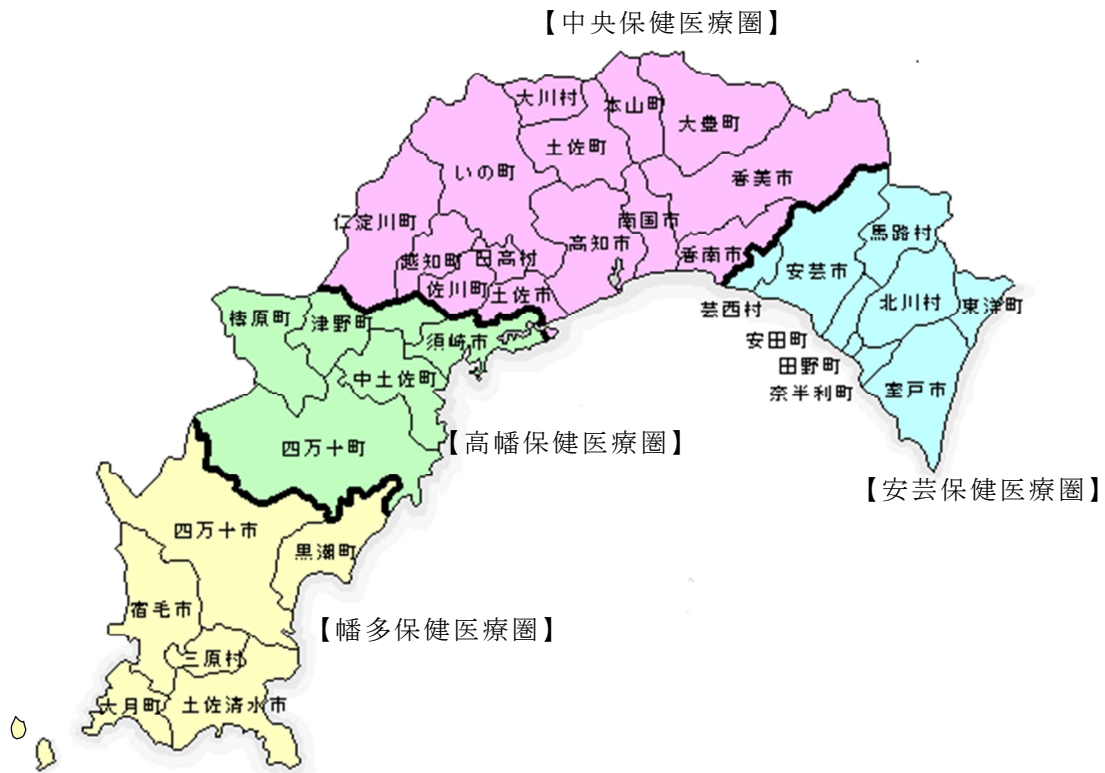 【中央保健医療圏】
大川村
本山町
大豊町
土佐町
いの町
香美市
仁淀川町
南国市
高知市
香南市
越知町
日高村
佐川町
土佐市
馬路村
安芸市
北川村
東洋町
芸西村
安田町
田野町
奈半利町
室戸市
【安芸保健医療圏】
梼原町
津野町
須崎市
中土佐町
四万十町
【高幡保健医療圏】
四万十市
黒潮町
宿毛市
【幡多保健医療圏】
三原村
大月町
土佐清水市